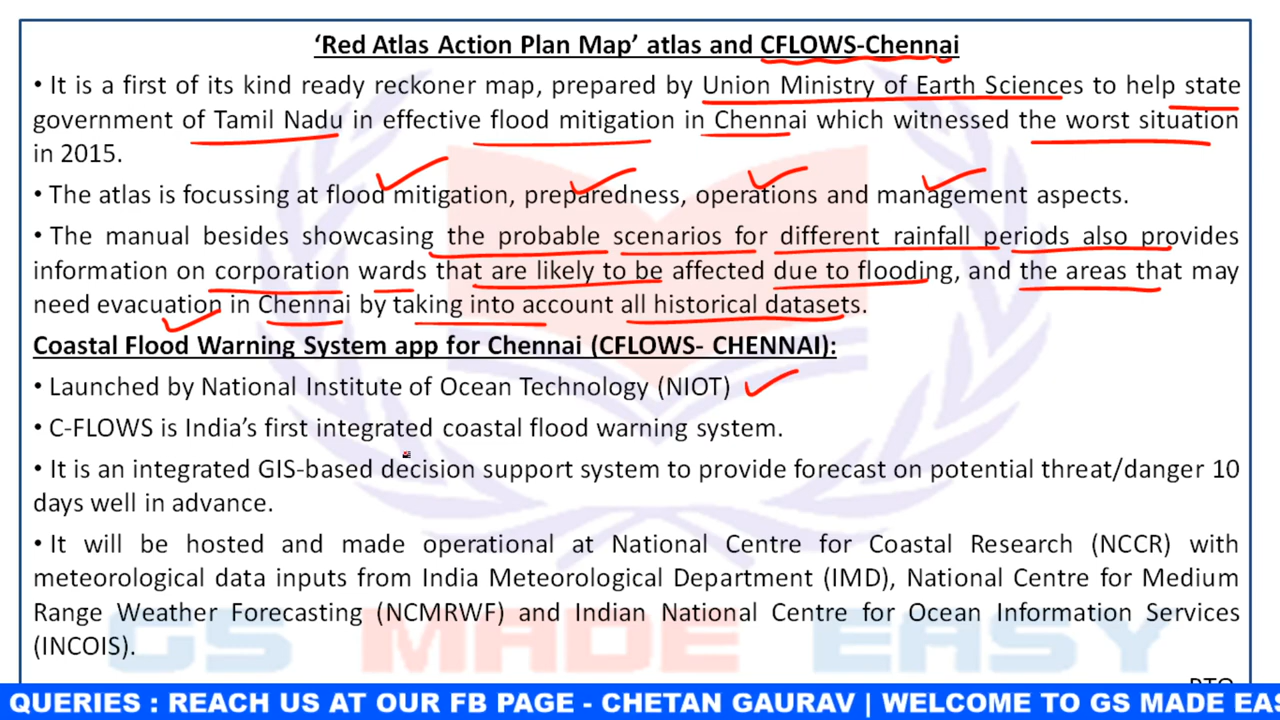 ‘Red Atlas Action Plan Map’ atlas and CFLOWS-Chennai
• It is a first of its kind ready reckoner map, prepared by Union Ministry of Earth Sciences to help state
government of Tamil Nadu in effective flood mitigation in Chennai which witnessed the worst situation
in 2015.
• The atlas is focussing at flood mitigation, preparedness, operations and management aspects.
• The manual besides showcasing the probable scenarios for different rainfall periods also provides
information on corporation wards that are likely to be affected due to flooding, and the areas that may
need evacuation in Chennai by taking into account all historical datasets.
Coastal Flood Warning System app for Chennai (CFLOWS- CHENNAI):
• Launched by National Institute of Ocean Technology (NIOT)
• C-FLOWS is India’s first integrated coastal flood warning system.
• It is an integrated GIS-based decision support system to provide forecast on potential threat/danger 10
days well in advance.
• It will be hosted and made operational at National Centre for Coastal Research (NCCR) with
meteorological data inputs from India Meteorological Department (IMD), National Centre for Medium
Range Weather Forecasting (NCMRWF) and Indian National Centre for Ocean Information Services
(INCOIS).
GS MADE EASY
PTO
QUERIES : REACH US AT OUR FB PAGE - CHETAN GAURAV | WELCOME TO GS MADE EAS